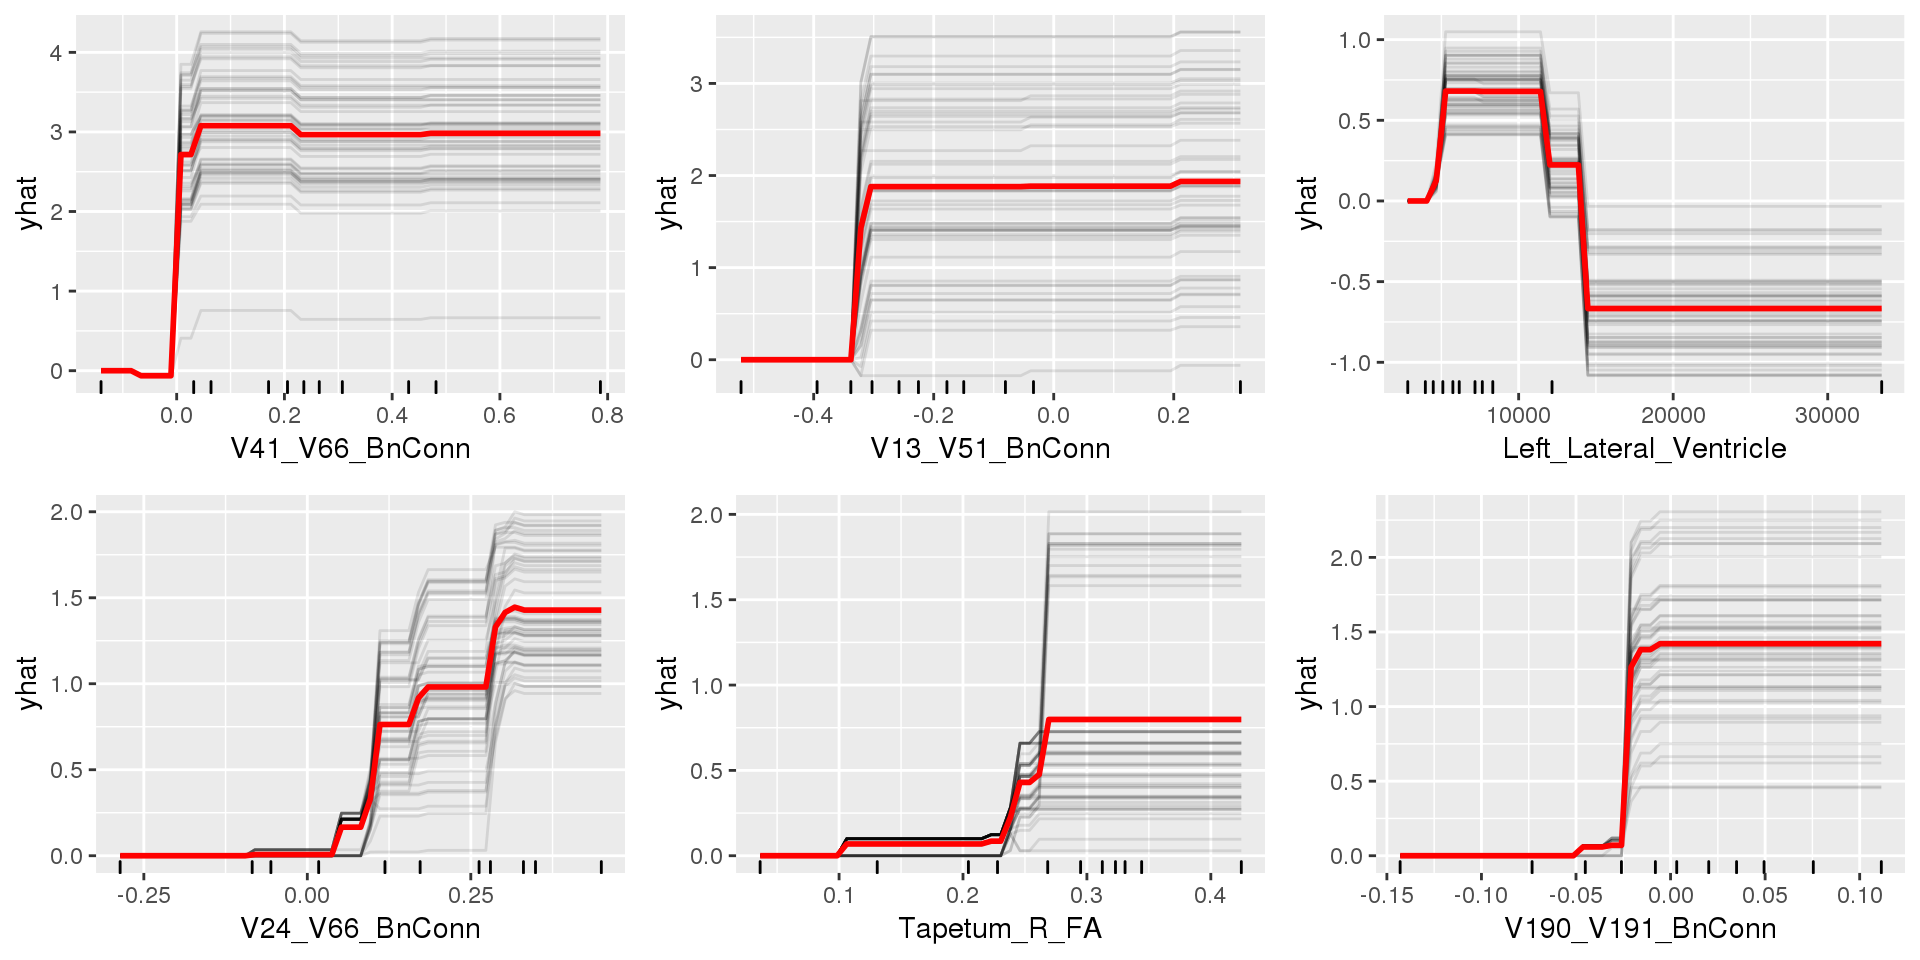 yhat
4
3
2
1
0
0.0 0.2 0.4 0.6 0.8
V41_V66_BnConn
yhat
3
2
1
0
-0.4 -0.2 0.0 0.2
V13_V51_BnConn
yhat
1.0
0.5
0.0
-0.5
-1.0
10000 20000 30000
Left_Lateral_Ventricle
yhat
2.0
1.5
1.0
0.5
0.0
-0.25 0.00 0.25
V24_V66_BnConn
yhat
2.0
1.5
1.0
0.5
0.0
0.1 0.2 0.3 0.4
Tapetum_R_FA
yhat
2.0
1.5
1.0
0.5
0.0
-0.15 -0.10 -0.05 0.00 0.05 0.10
V190_V191_BnConn